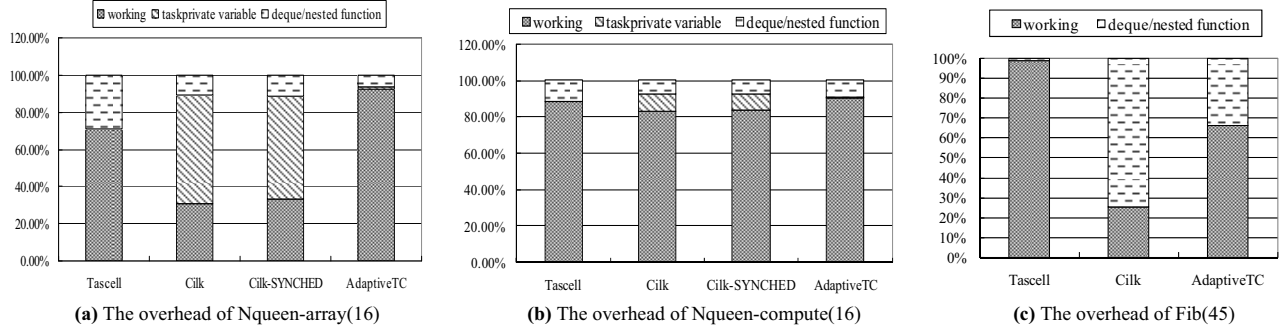 working taskprivate variable deque/nested function
120.00%
100.00%
80.00%
60.00%
40.00%
20.00%
0.00%
Tascell Cilk Cilk-SYNCHED AdaptiveTC
(a) The overhead of Nqueen-array(16)
working taskprivate variable deque/nested function
120.00%
100.00%
80.00%
60.00%
40.00%
20.00%
0.00%
Tascell Cilk Cilk-SYNCHED AdaptiveTC
(b) The overhead of Nqueen-compute(16)
working deque/nested function
100%
90%
80%
70%
60%
50%
40%
30%
20%
10%
0%
Tascell Cilk AdaptiveTC
(c) The overhead of Fib(45)